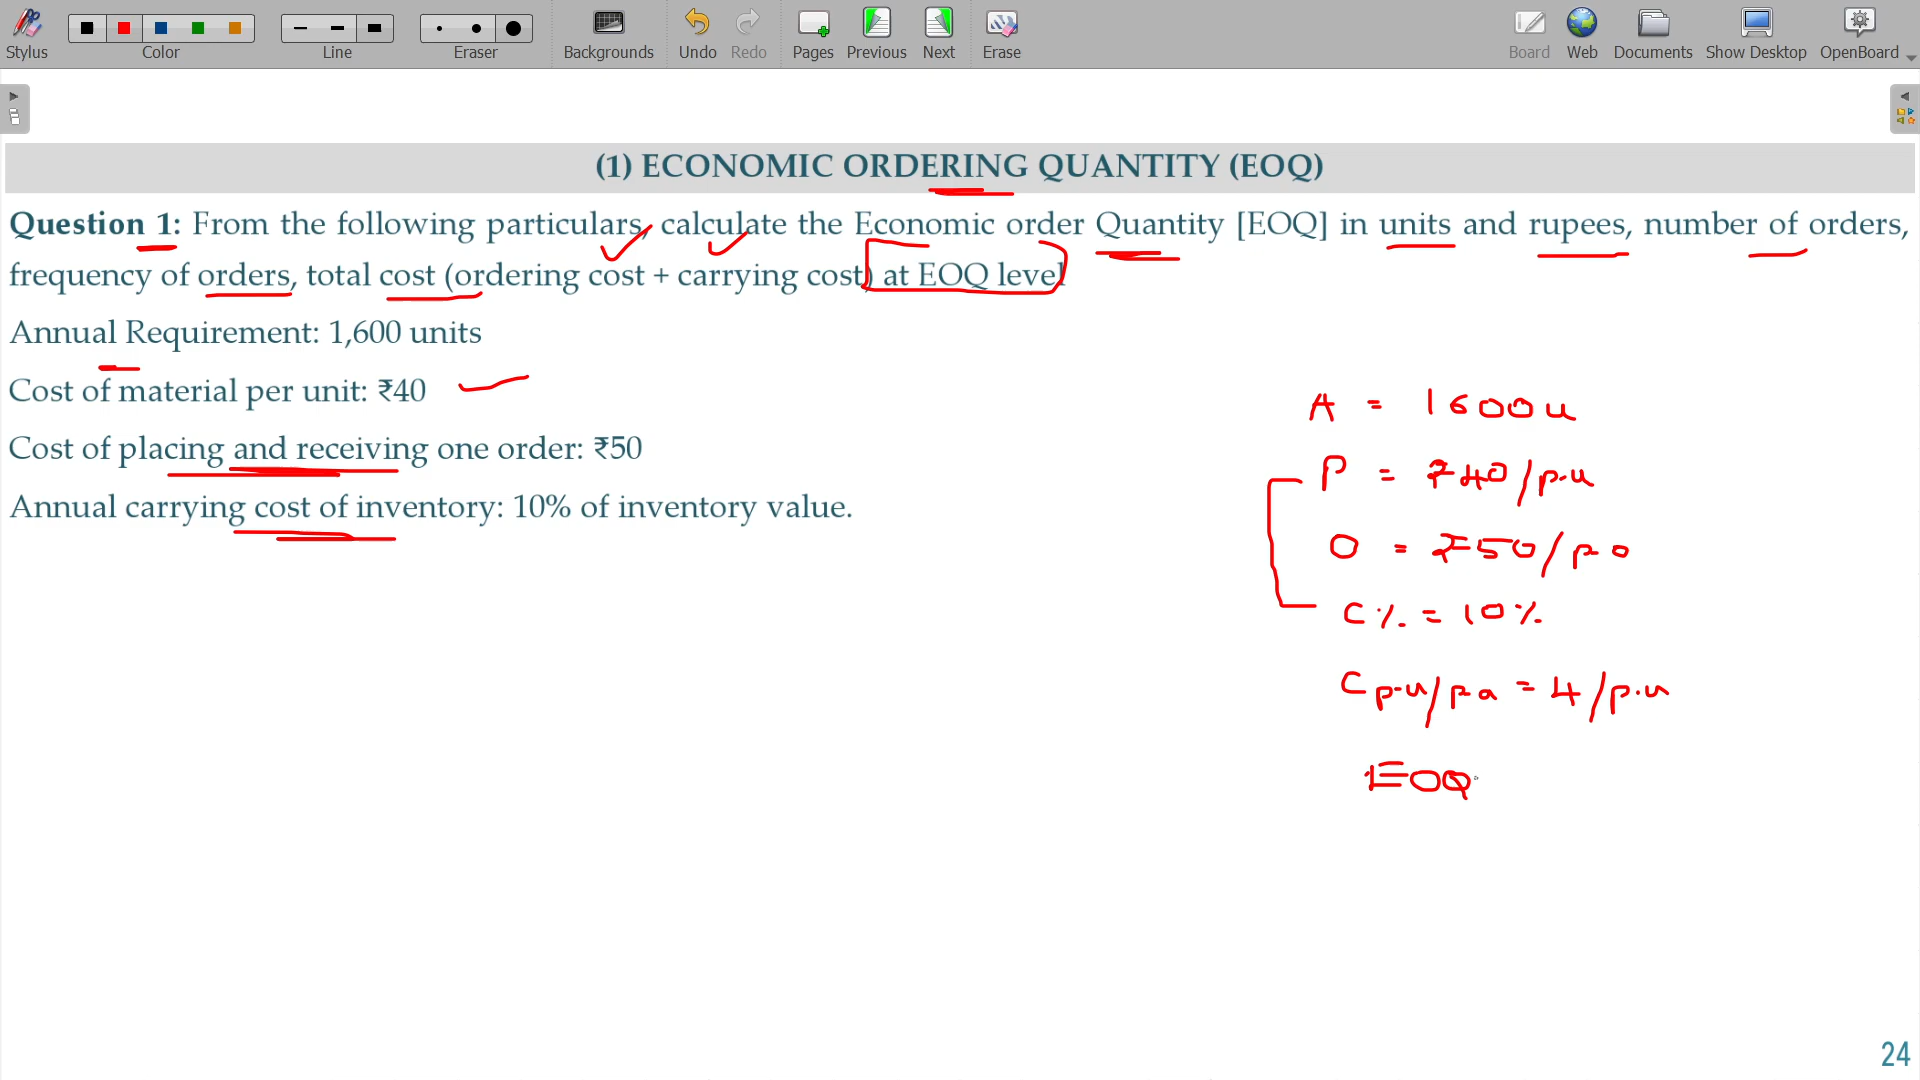 Stylus Color Line Eraser Backgrounds Undo Redo Pages Previous Next Erase Board Web Documents Show Desktop OpenBoard
(1) ECONOMIC ORDERING QUANTITY (EOQ)
Question 1: From the following particulars, calculate the Economic order Quantity [EOQ] in units and rupees, number of orders,
frequency of orders, total cost (ordering cost + carrying cost) at EOQ level
Annual Requirement: 1,600 units
Cost of material per unit: ₹40
Cost of placing and receiving one order: ₹50
Annual carrying cost of inventory: 10% of inventory value.
A = 1600u
P = ₹40/p.u
O = ₹50/po
C% = 10%
C p.u/pa = 4/p.u
EOQ
24